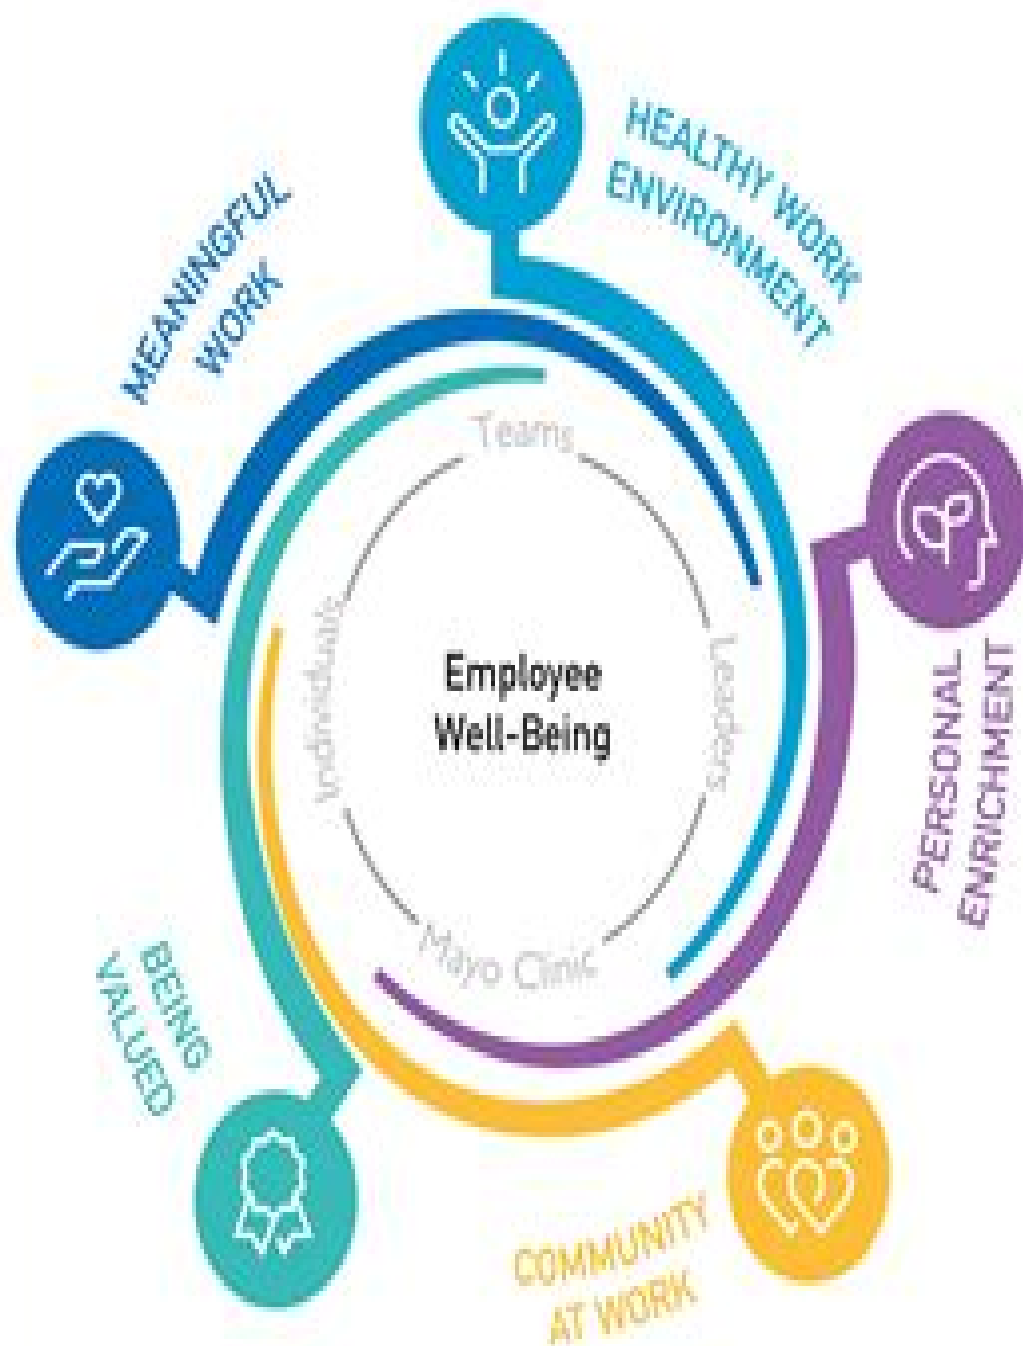 HEALTHY WORK
ENVIRONMENT
MEANINGFUL
WORK
Teams
Individuals
Leaders
Employee
Well-Being
PERSONAL
ENRICHMENT
Mayo Clinic
BEING
VALUED
COMMUNITY
AT WORK